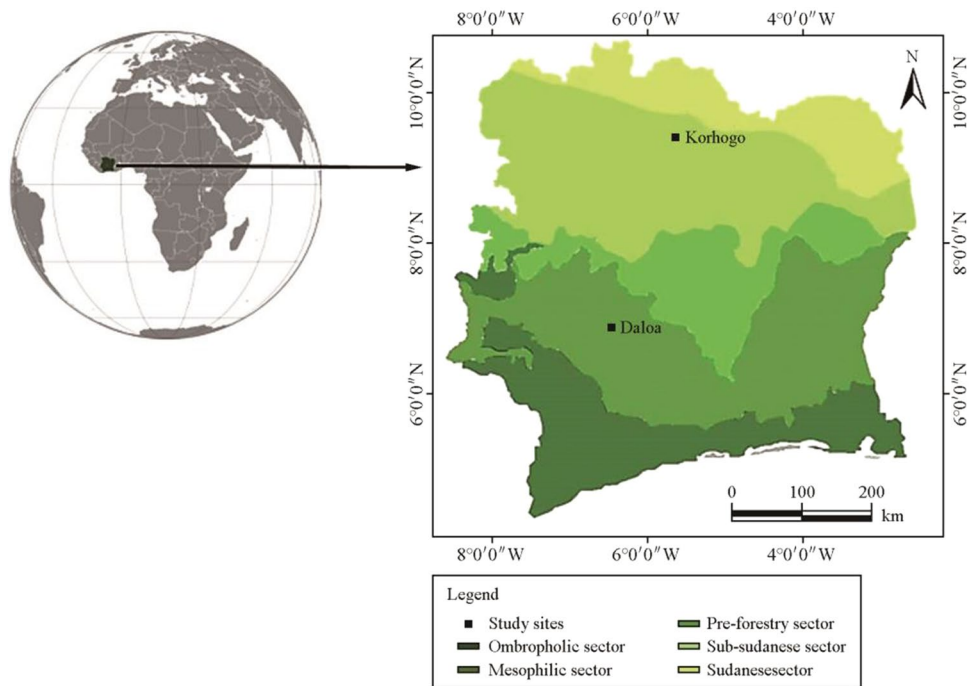 8°0′0″W 6°0′0″W 4°0′0″W
10°0′0″N
8°0′0″N
6°0′0″N
N
Korhogo
Daloa
10°0′0″N
8°0′0″N
6°0′0″N
0 100 200
km
8°0′0″W 6°0′0″W 4°0′0″W
Legend
Study sites
Ombropholic sector
Mesophilic sector
Pre-forestry sector
Sub-sudanese sector
Sudanesesector